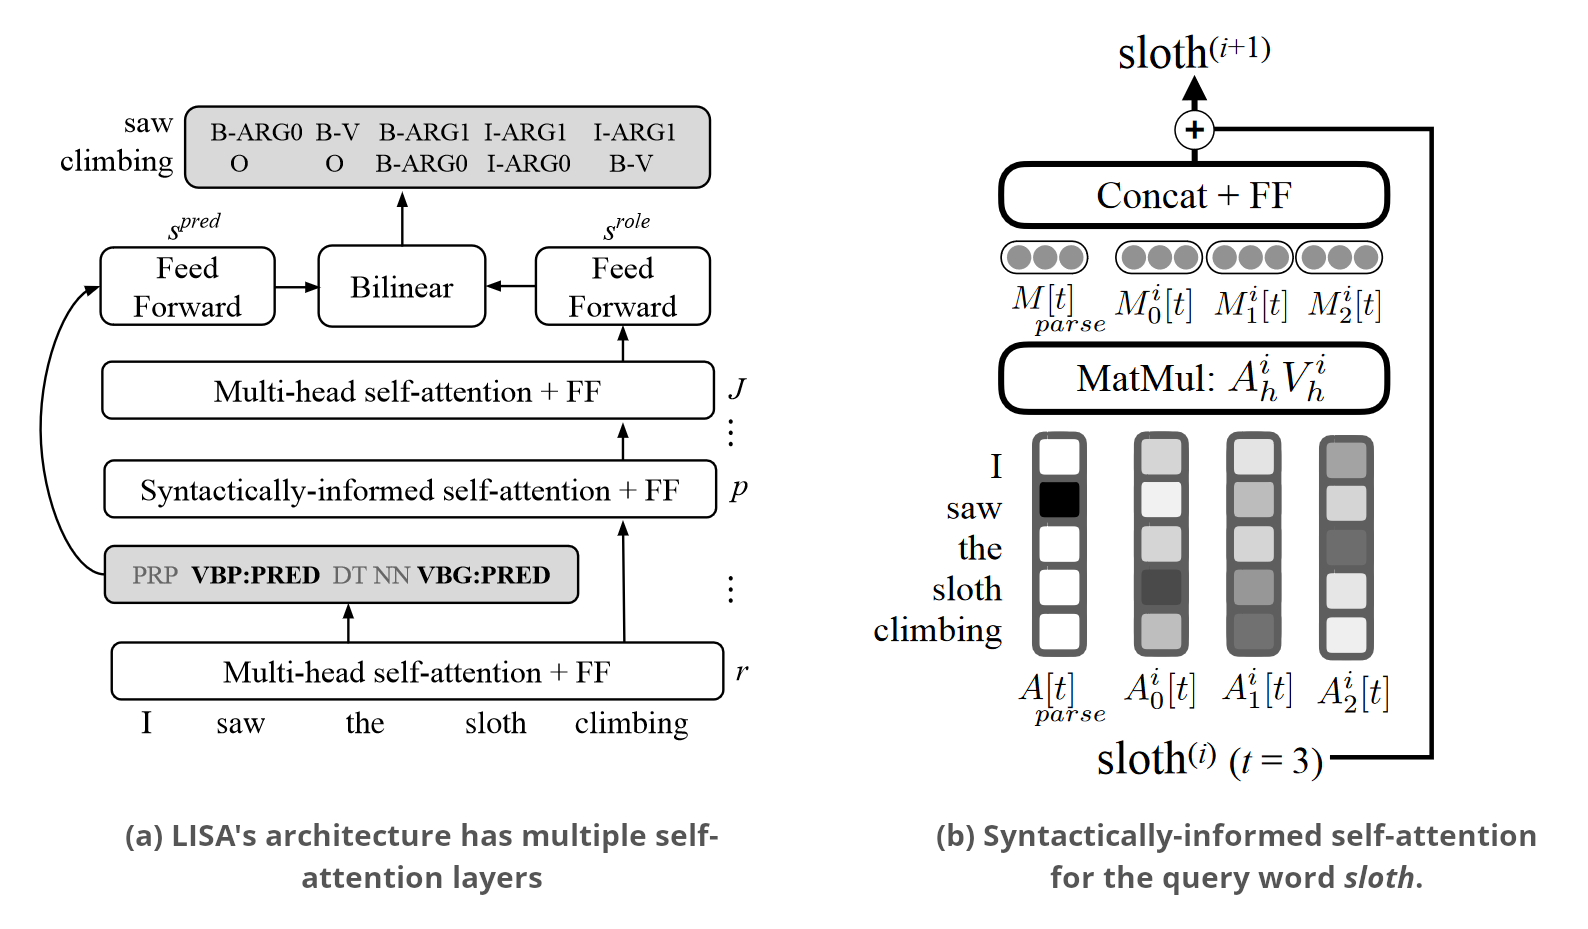 saw B-ARG0 B-V B-ARG1 I-ARG1 I-ARG1
climbing O O B-ARG0 I-ARG0 B-V
s^pred
s^role
Feed
Forward
Bilinear
Feed
Forward
Multi-head self-attention + FF J
⋮
Syntactically-informed self-attention + FF p
PRP VBP:PRED DT NN VBG:PRED
⋮
Multi-head self-attention + FF r
I saw the sloth climbing
(a) LISA's architecture has multiple self-
attention layers
sloth^(i+1)
+
Concat + FF
M[t]parse M_0^i[t] M_1^i[t] M_2^i[t]
MatMul: A_h^i V_h^i
I
saw
the
sloth
climbing
A[t]parse A_0^i[t] A_1^i[t] A_2^i[t]
sloth^(i) (t = 3)
(b) Syntactically-informed self-attention
for the query word sloth.